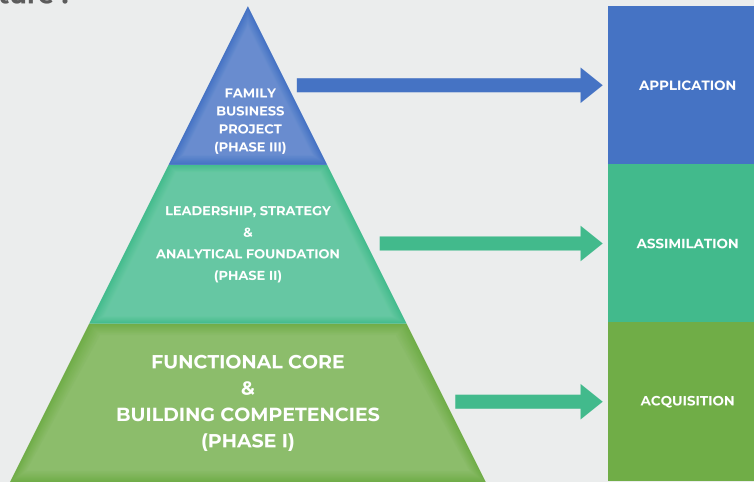 FAMILY
BUSINESS
PROJECT
(PHASE III)
APPLICATION
LEADERSHIP, STRATEGY
&
ANALYTICAL FOUNDATION
(PHASE II)
ASSIMILATION
FUNCTIONAL CORE
&
BUILDING COMPETENCIES
(PHASE I)
ACQUISITION